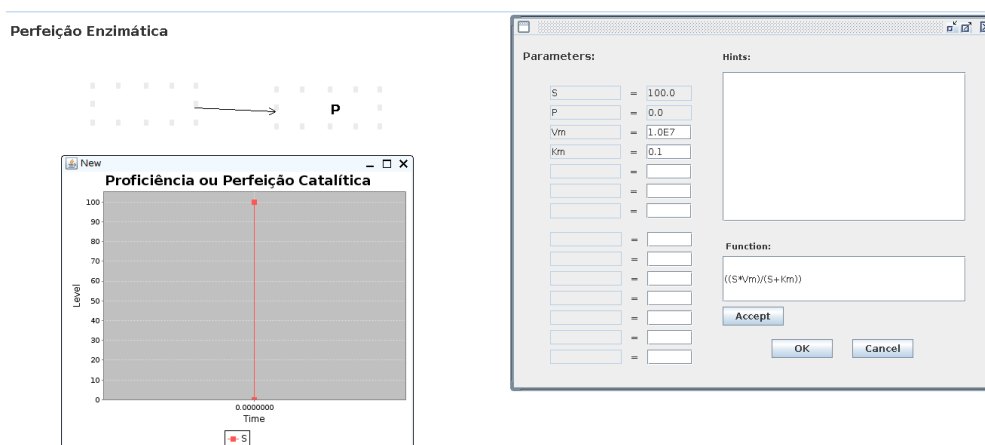 Perfeição Enzimática
P
New
Proficiência ou Perfeição Catalítica
100
90
80
70
60
50
40
30
20
10
0
Level
0.0000000
Time
S
Parameters:
S = 100.0
P = 0.0
Vm = 1.0E7
Km = 0.1
=
=
=
=
=
=
=
=
=
=
Hints:
Function:
((S*Vm)/(S+Km))
Accept
OK Cancel